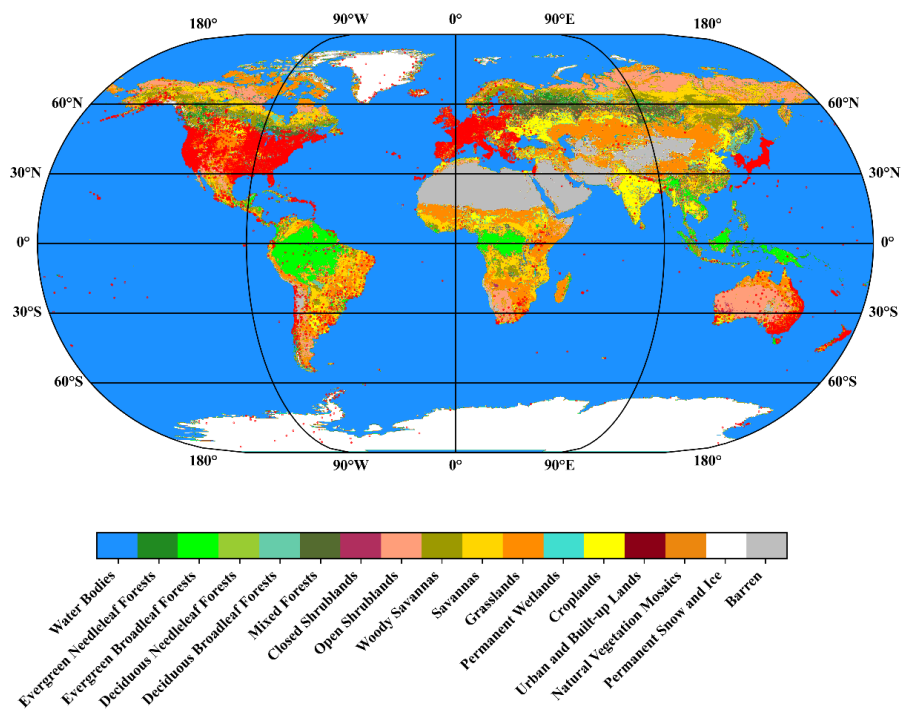 180° 90°W 0° 90°E 180°
60°N 60°N
30°N 30°N
0° 0°
30°S 30°S
60°S 60°S
180° 90°W 0° 90°E 180°
Water Bodies
Evergreen Needleleaf Forests
Evergreen Broadleaf Forests
Deciduous Needleleaf Forests
Deciduous Broadleaf Forests
Mixed Forests
Closed Shrublands
Open Shrublands
Woody Savannas
Savannas
Grasslands
Permanent Wetlands
Croplands
Urban and Built-up Lands
Natural Vegetation Mosaics
Permanent Snow and Ice
Barren